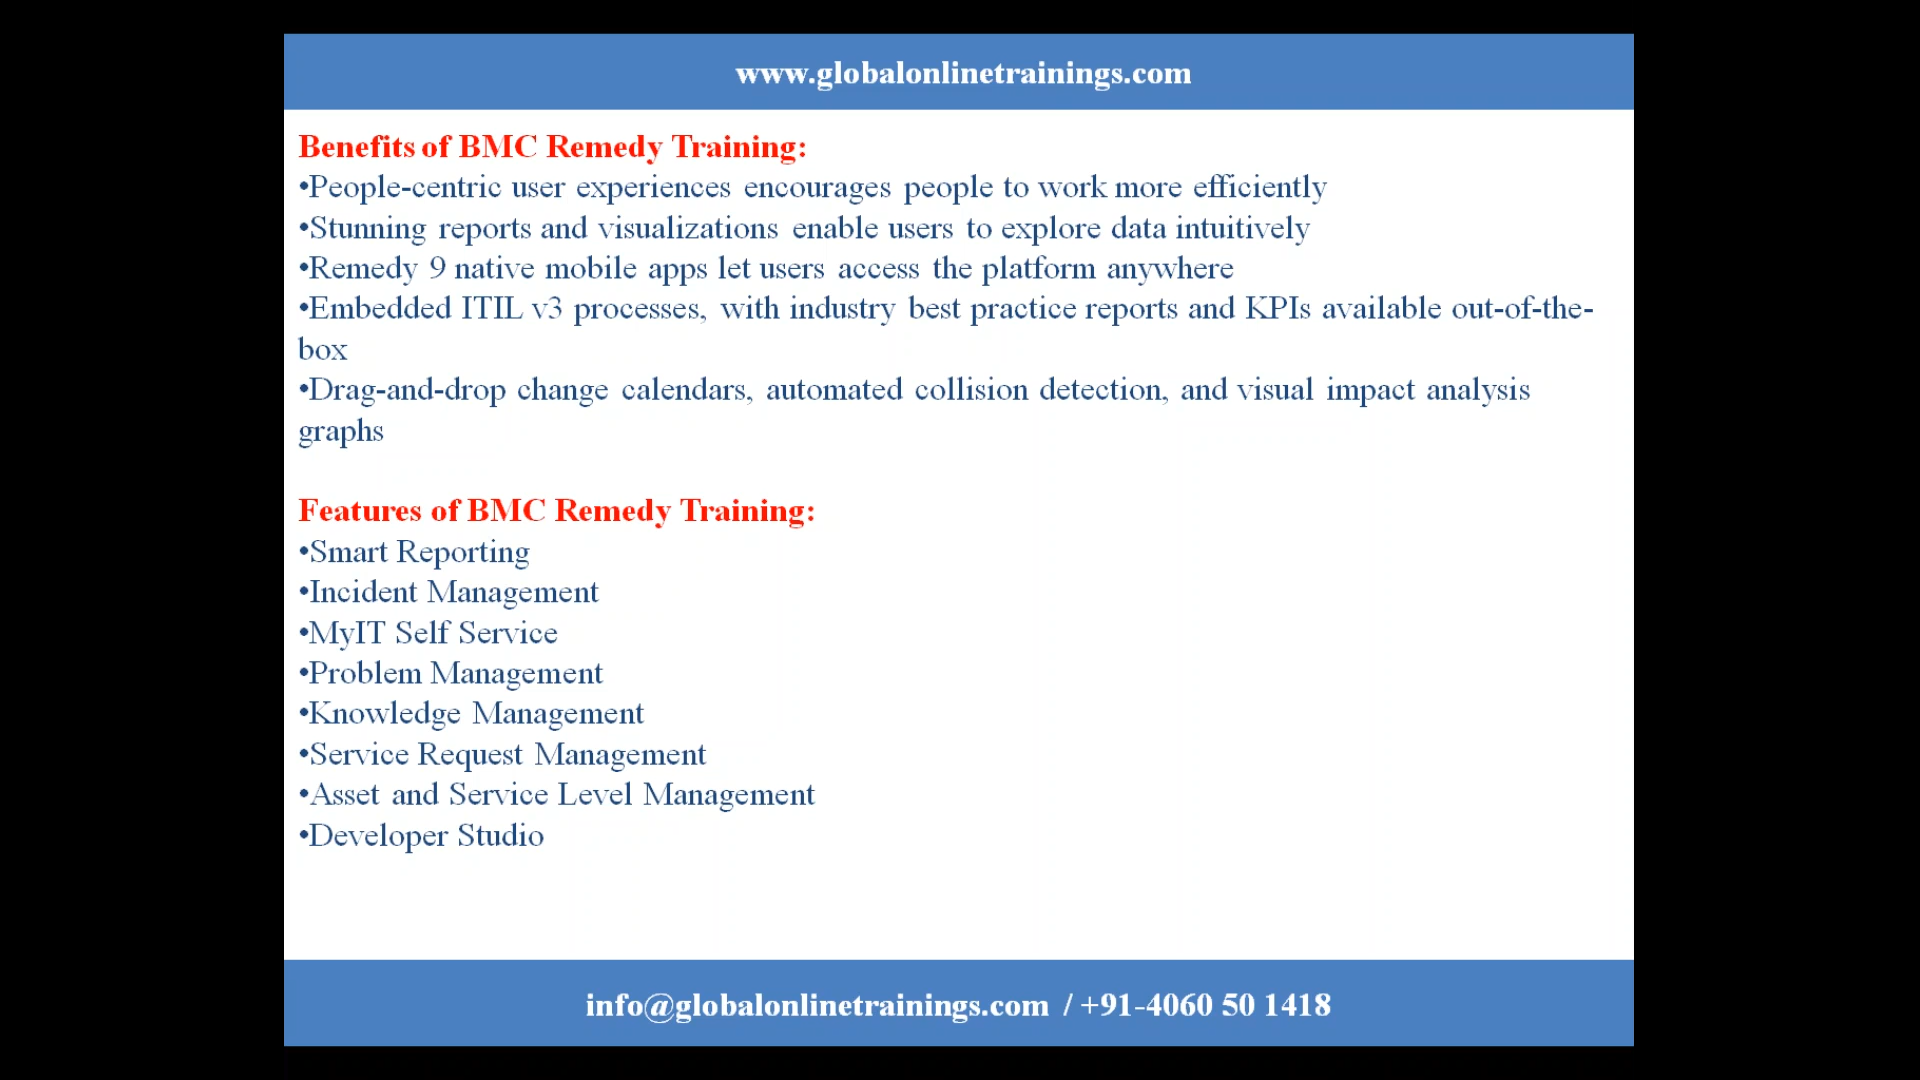 www.globalonlinetrainings.com
Benefits of BMC Remedy Training:
•People-centric user experiences encourages people to work more efficiently
•Stunning reports and visualizations enable users to explore data intuitively
•Remedy 9 native mobile apps let users access the platform anywhere
•Embedded ITIL v3 processes, with industry best practice reports and KPIs available out-of-the-
box
•Drag-and-drop change calendars, automated collision detection, and visual impact analysis
graphs
Features of BMC Remedy Training:
•Smart Reporting
•Incident Management
•MyIT Self Service
•Problem Management
•Knowledge Management
•Service Request Management
•Asset and Service Level Management
•Developer Studio
info@globalonlinetrainings.com / +91-4060 50 1418